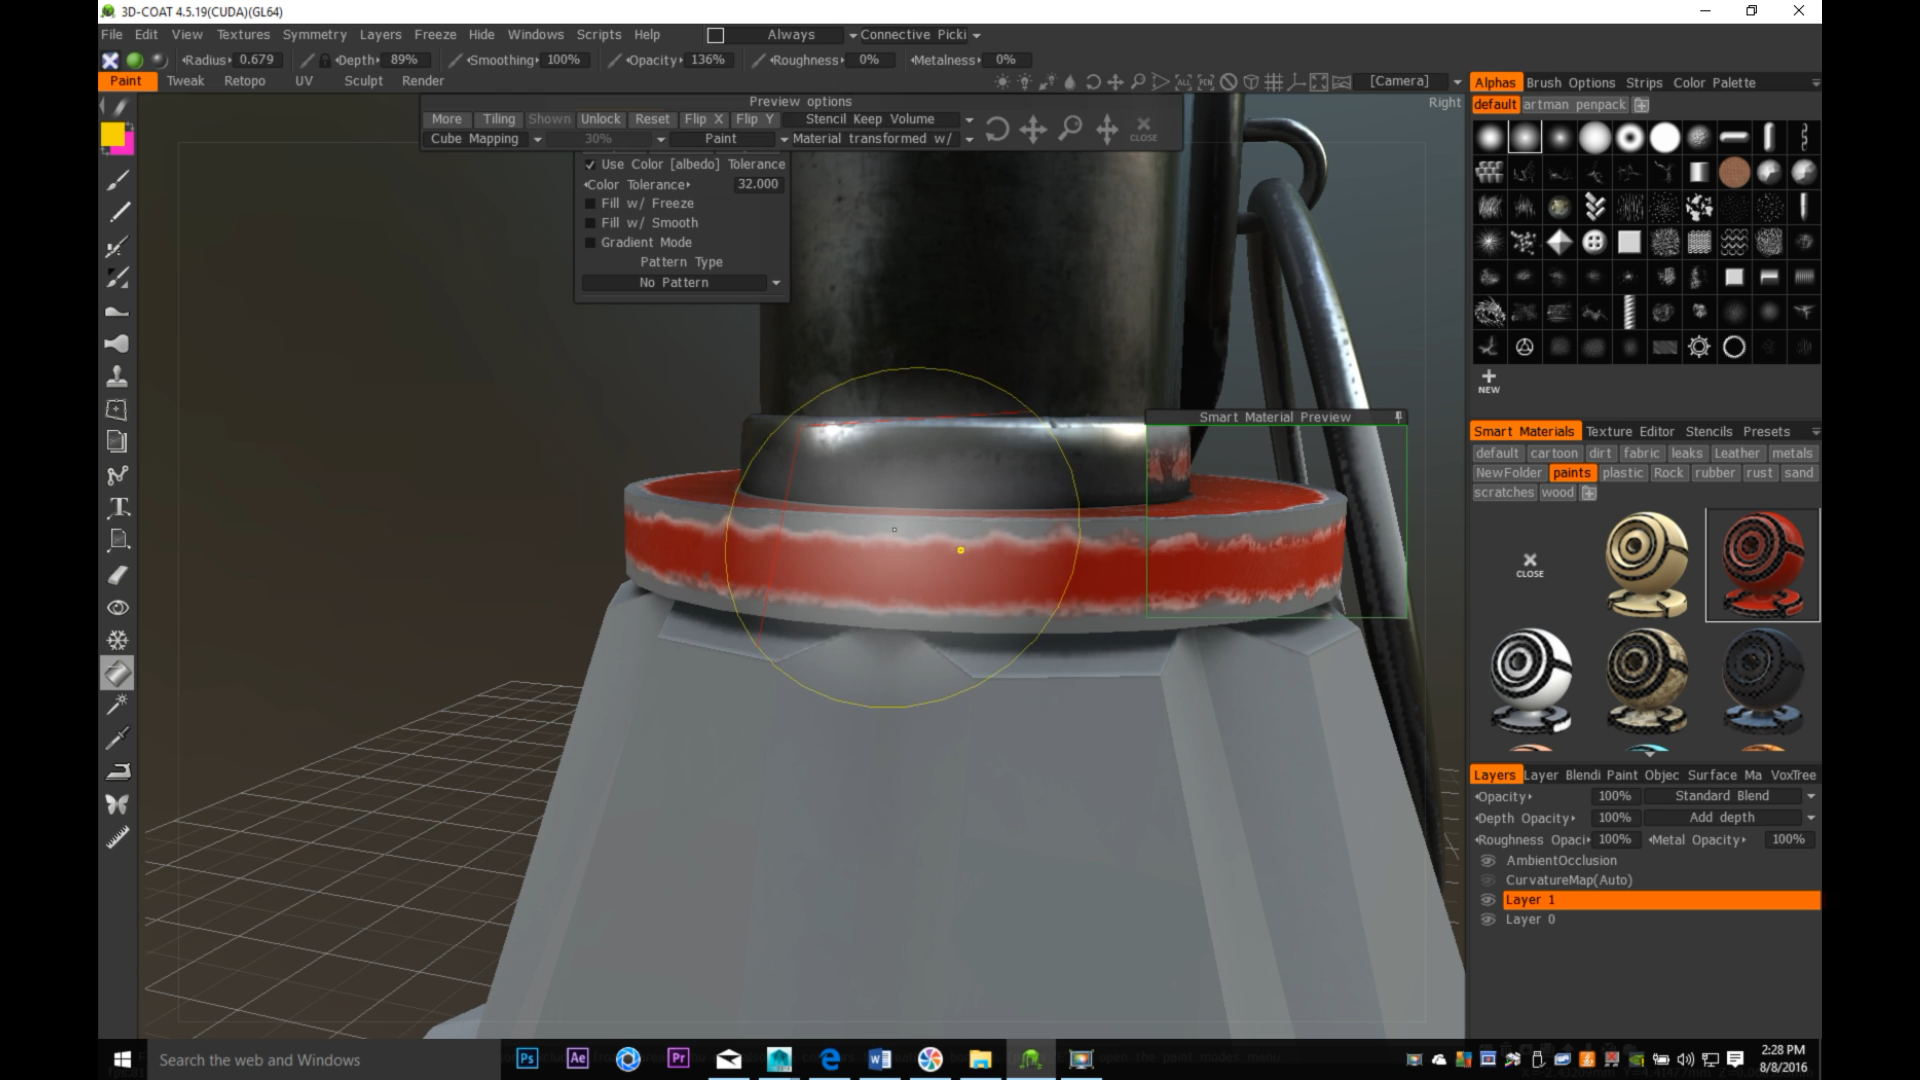 3D-COAT 4.5.19(CUDA)(GL64)
File Edit View Textures Symmetry Layers Freeze Hide Windows Scripts Help Always Connective Picki
Radius 0.679 Depth 89% Smoothing 100% Opacity 136% Roughness 0% Metalness 0%
Paint Tweak Retopo UV Sculpt Render [Camera]
Right
Preview options
More Tiling Shown Unlock Reset Flip X Flip Y Stencil Keep Volume
Cube Mapping 30% Paint Material transformed w/ CLOSE
Use Color [albedo] Tolerance
Color Tolerance 32.000
Fill w/ Freeze
Fill w/ Smooth
Gradient Mode
Pattern Type
No Pattern
Smart Material Preview
Alphas Brush Options Strips Color Palette
default artman penpack
NEW
Smart Materials Texture Editor Stencils Presets
default cartoon dirt fabric leaks Leather metals
NewFolder paints plastic Rock rubber rust sand
scratches wood
CLOSE
Layers Layer Blendi Paint Objec Surface Ma VoxTree
Opacity 100% Standard Blend
Depth Opacity 100% Add depth
Roughness Opaci 100% Metal Opacity 100%
AmbientOcclusion
CurvatureMap(Auto)
Layer 1
Layer 0
Search the web and Windows
Ps Ae Pr
2:28 PM
8/8/2016